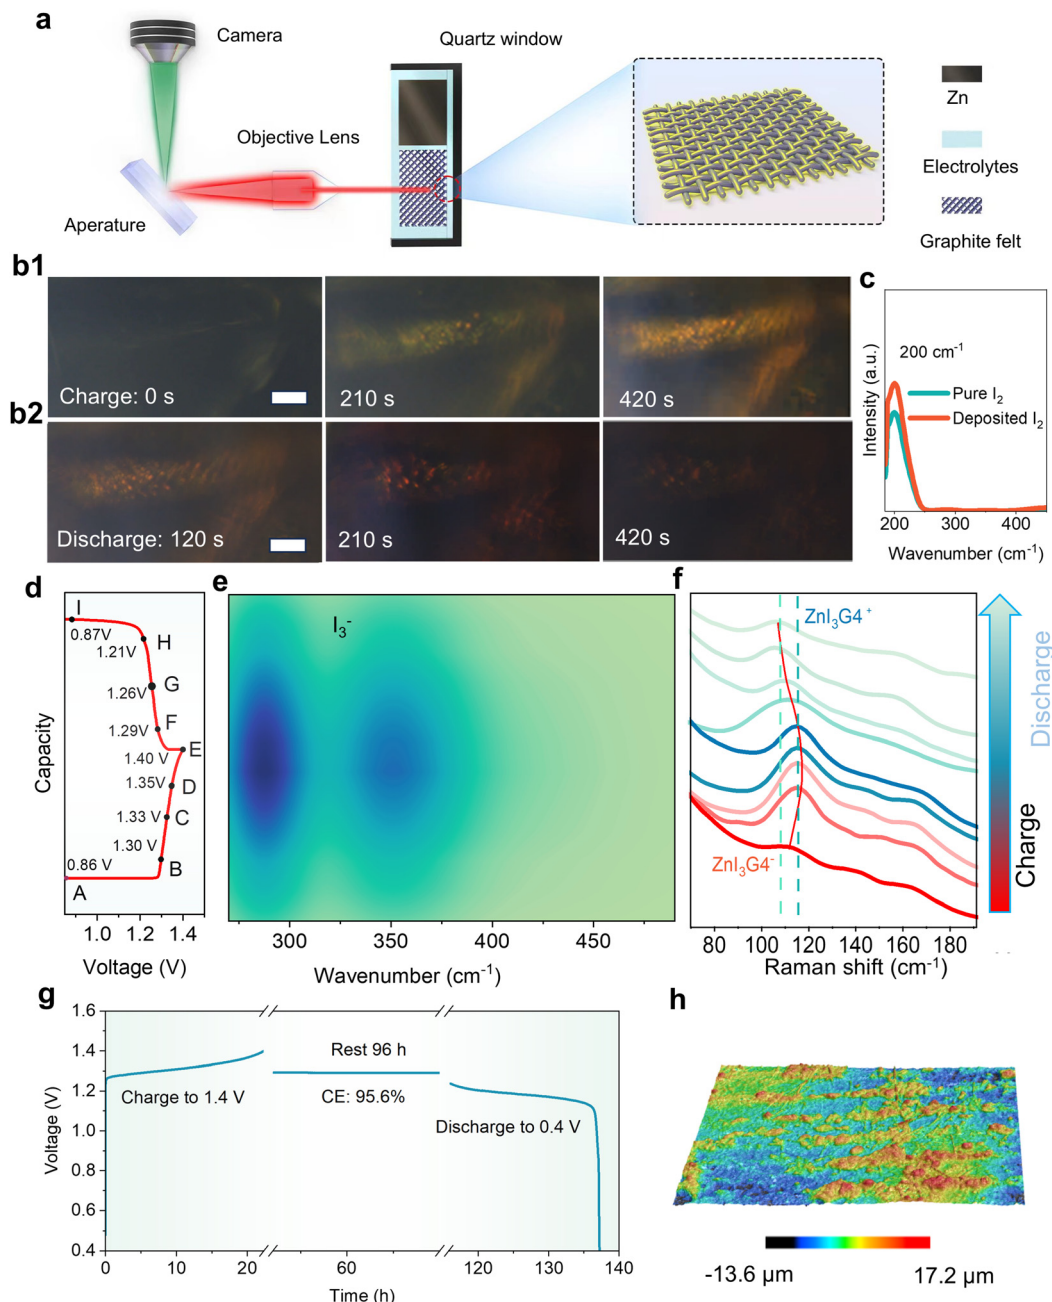 a
Camera
Quartz window
Objective Lens
Aperature
Zn
Electrolytes
Graphite felt
b1
Charge: 0 s
210 s
420 s
b2
Discharge: 120 s
210 s
420 s
c
Intensity (a.u.)
200 cm⁻¹
Pure I₂
Deposited I₂
200 300 400
Wavenumber (cm⁻¹)
d
Capacity
I
0.87V
H
1.21V
G
1.26V
F
1.29V
E
1.40 V
D
1.35V
C
1.33 V
B
1.30 V
A
0.86 V
1.0 1.2 1.4
Voltage (V)
e
I₃⁻
300 350 400 450
Wavenumber (cm⁻¹)
f
ZnI₃G4⁺
ZnI₃G4⁻
80 100 120 140 160 180
Raman shift (cm⁻¹)
Discharge
Charge
g
Voltage (V)
1.6
1.4
1.2
1.0
0.8
0.6
0.4
Charge to 1.4 V
Rest 96 h
CE: 95.6%
Discharge to 0.4 V
0 10 20 60 120 130 140
Time (h)
h
-13.6 µm
17.2 µm